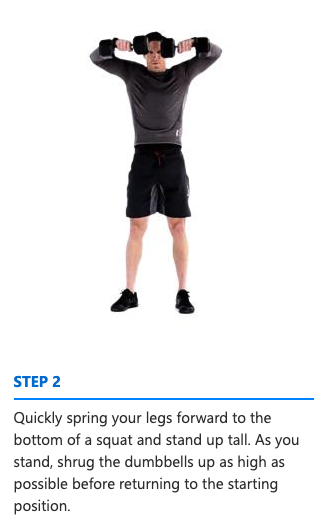 STEP 2
Quickly spring your legs forward to the
bottom of a squat and stand up tall. As you
stand, shrug the dumbbells up as high as
possible before returning to the starting
position.